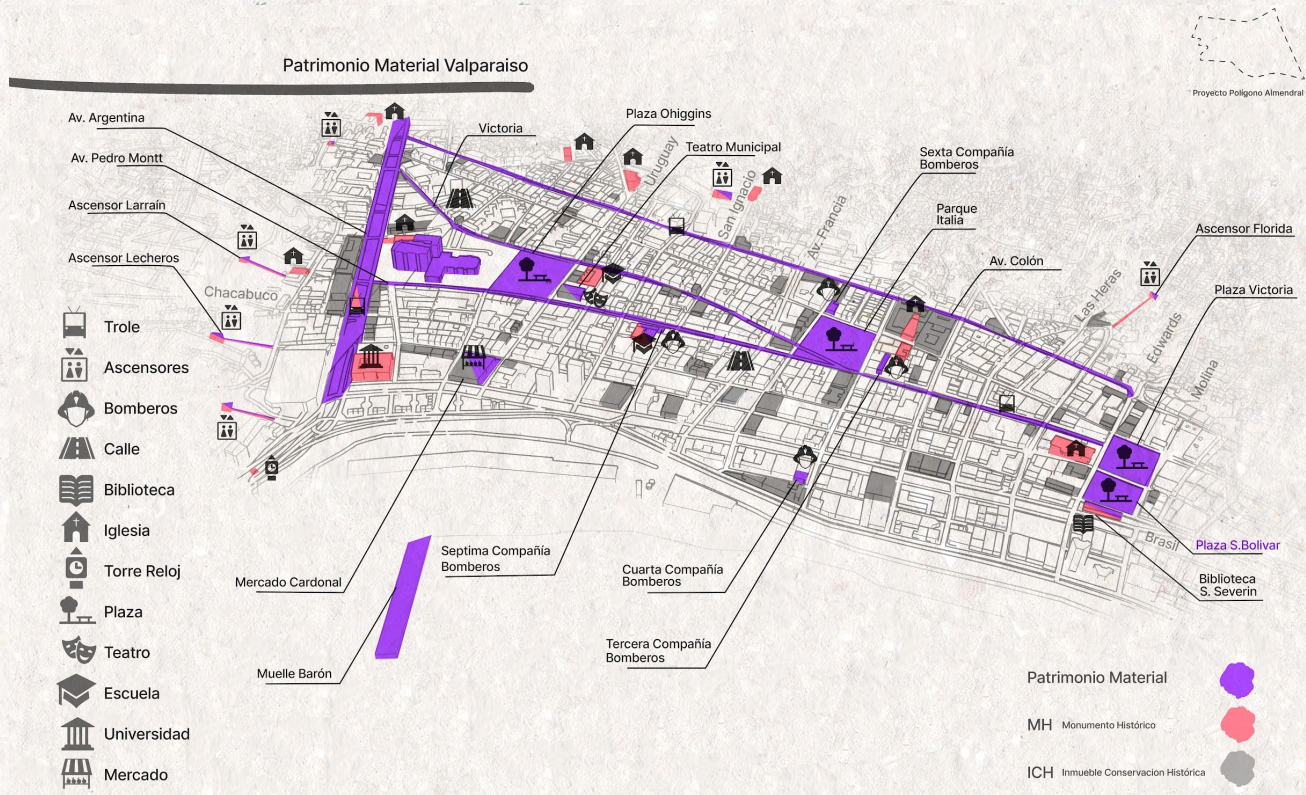 Patrimonio Material Valparaiso
Proyecto Polígono Almendral
Av. Argentina
Av. Pedro Montt
Ascensor Larraín
Ascensor Lecheros
Victoria
Plaza Ohiggins
Teatro Municipal
Sexta Compañía
Bomberos
Parque
Italia
Av. Colón
Ascensor Florida
Plaza Victoria
Chacabuco
Uruguay
San Ignacio
Av. Francia
Las Heras
Edwards
Molina
Brasil
Trole
Ascensores
Bomberos
Calle
Biblioteca
Iglesia
Torre Reloj
Plaza
Teatro
Escuela
Universidad
Mercado
Mercado Cardonal
Muelle Barón
Septima Compañía
Bomberos
Cuarta Compañía
Bomberos
Tercera Compañía
Bomberos
Plaza S.Bolivar
Biblioteca
S. Severin
Patrimonio Material
MH Monumento Histórico
ICH Inmueble Conservacion Histórica